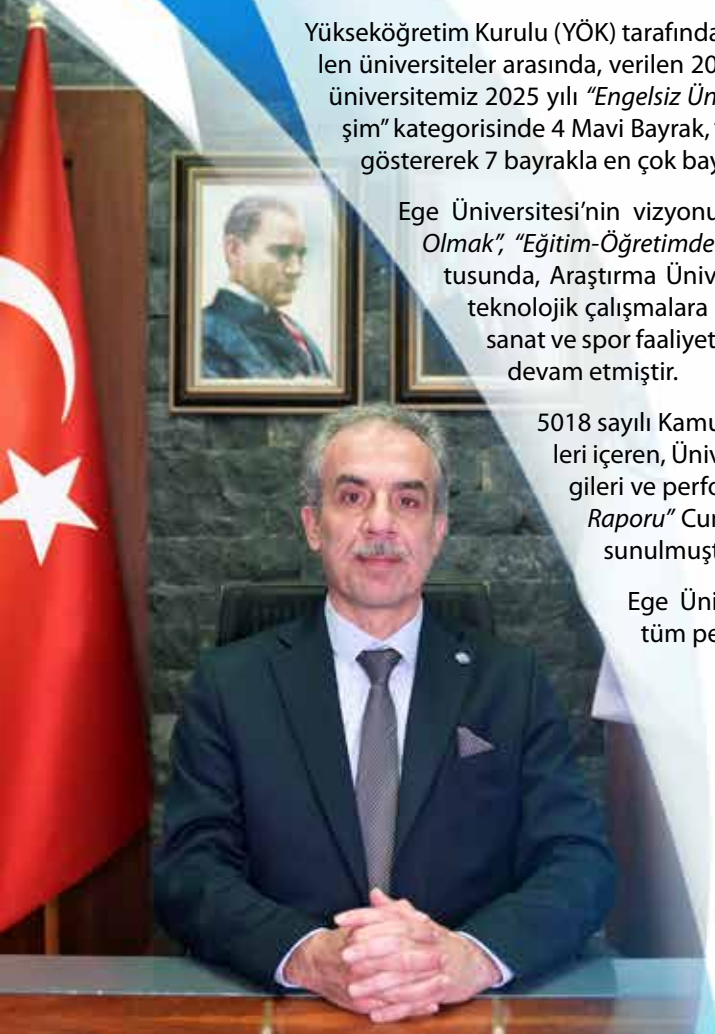 Yükseköğretim Kurulu (YÖK) tarafında
len üniversiteler arasında, verilen 20
üniversitemiz 2025 yılı “Engelsiz Ün
şim” kategorisinde 4 Mavi Bayrak,
göstererek 7 bayrakla en çok bay
Ege Üniversitesi’nin vizyonu
Olmak”, “Eğitim-Öğretimde
tusunda, Araştırma Üniv
teknolojik çalışmalara
sanat ve spor faaliyet
devam etmiştir.
5018 sayılı Kamu
leri içeren, Üniv
gileri ve perfo
Raporu” Cur
sunulmuşt
Ege Üni
tüm pe